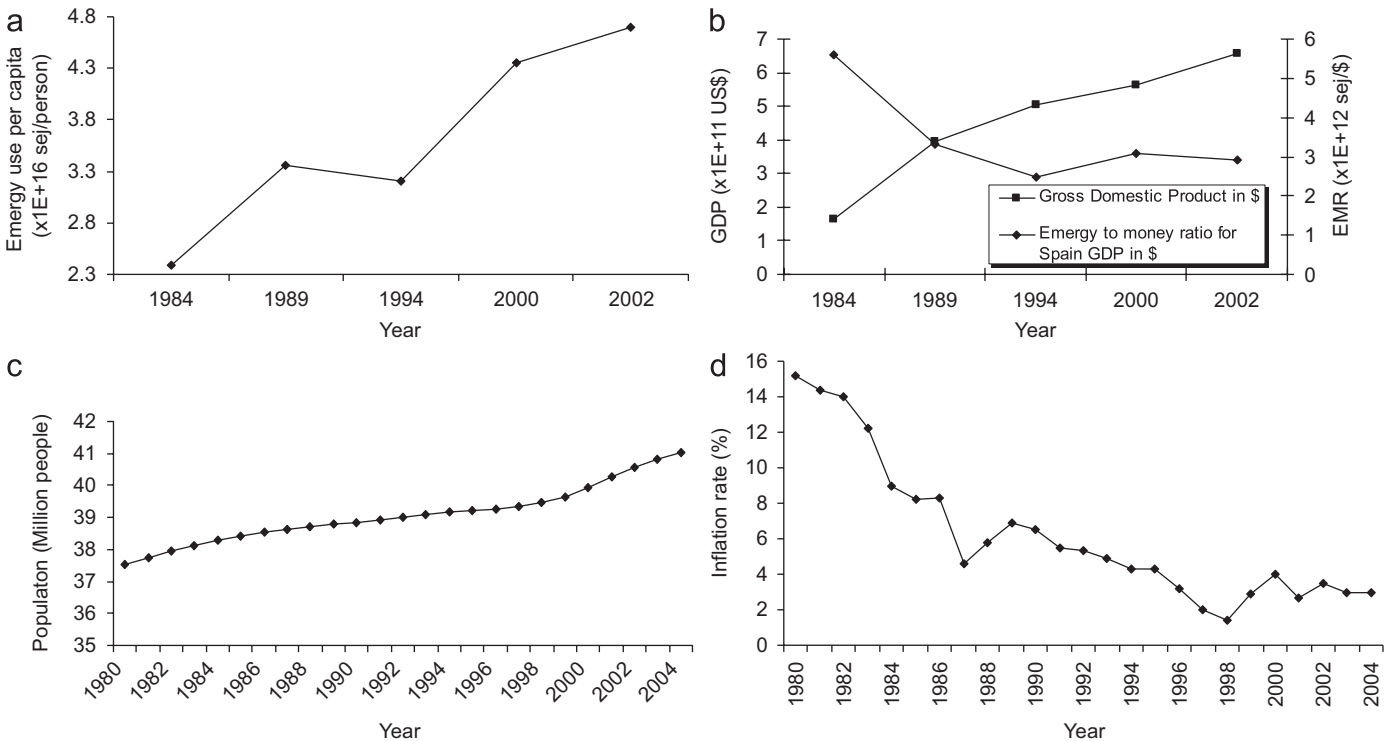 a
Emergy use per capita
(x1E+16 sej/person)
4.8
4.3
3.8
3.3
2.8
2.3
1984 1989 1994 2000 2002
Year
b
GDP (x1E+11 US$)
7
6
5
4
3
2
1
0
6
5
4
3
2
1
0
EMR (x1E+12 sej/$)
Gross Domestic Product in $
Emergy to money ratio for
Spain GDP in $
1984 1989 1994 2000 2002
Year
c
Populaton (Million people)
42
41
40
39
38
37
36
35
1980 1982 1984 1986 1988 1990 1992 1994 1996 1998 2000 2002 2004
Year
d
Inflation rate (%)
16
14
12
10
8
6
4
2
0
1980 1982 1984 1986 1988 1990 1992 1994 1996 1998 2000 2002 2004
Year